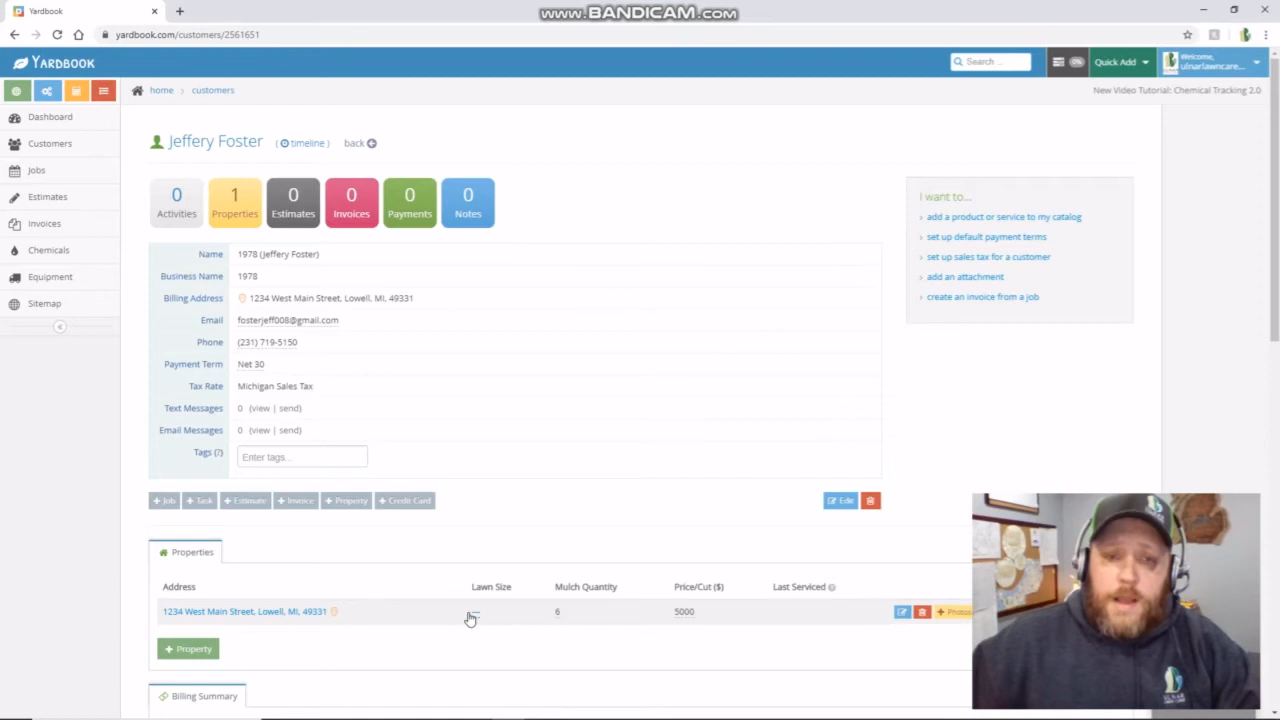 www.BANDICAM.com
Yardbook
yardbook.com/customers/2561651
YARDBOOK
Search ...
0%
Quick Add
Welcome,
ulnarlawncare...
home > customers
New Video Tutorial: Chemical Tracking 2.0
Dashboard
Customers
Jobs
Estimates
Invoices
Chemicals
Equipment
Sitemap
Jeffery Foster ( timeline ) back
0 Activities
1 Properties
0 Estimates
0 Invoices
0 Payments
0 Notes
I want to...
add a product or service to my catalog
set up default payment terms
set up sales tax for a customer
add an attachment
create an invoice from a job
Name 1978 (Jeffery Foster)
Business Name 1978
Billing Address 1234 West Main Street, Lowell, MI, 49331
Email fosterjeff008@gmail.com
Phone (231) 719-5150
Payment Term Net 30
Tax Rate Michigan Sales Tax
Text Messages 0 (view | send)
Email Messages 0 (view | send)
Tags (?) Enter tags...
+ Job + Task + Estimate + Invoice + Property + Credit Card Edit
Properties
Address Lawn Size Mulch Quantity Price/Cut ($) Last Serviced
1234 West Main Street, Lowell, MI, 49331 6 5000 + Photos
+ Property
Billing Summary